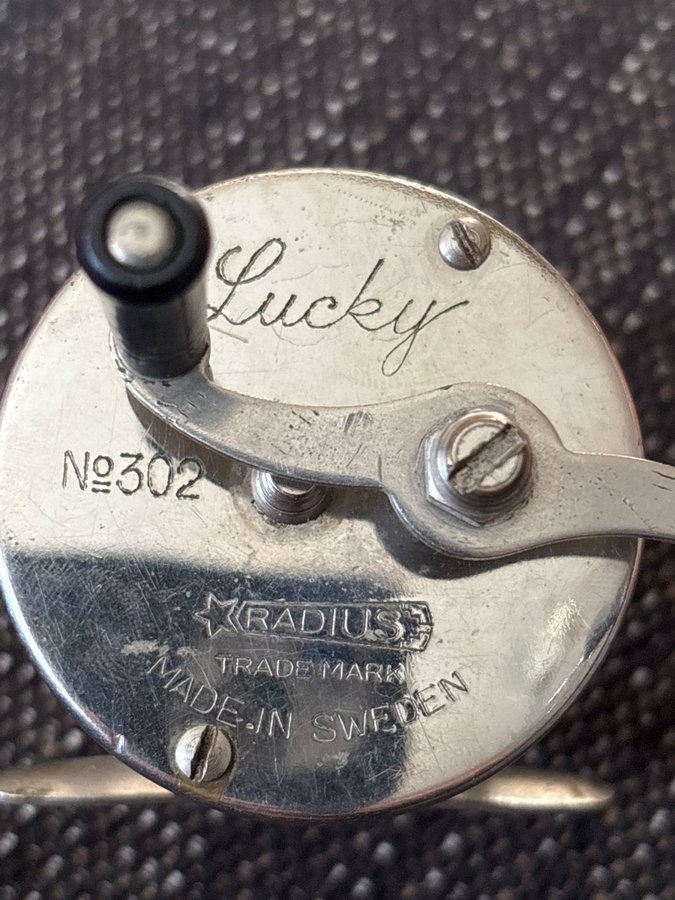 Lucky
№302
RADIUS
TRADE MARK
MADE IN SWEDEN